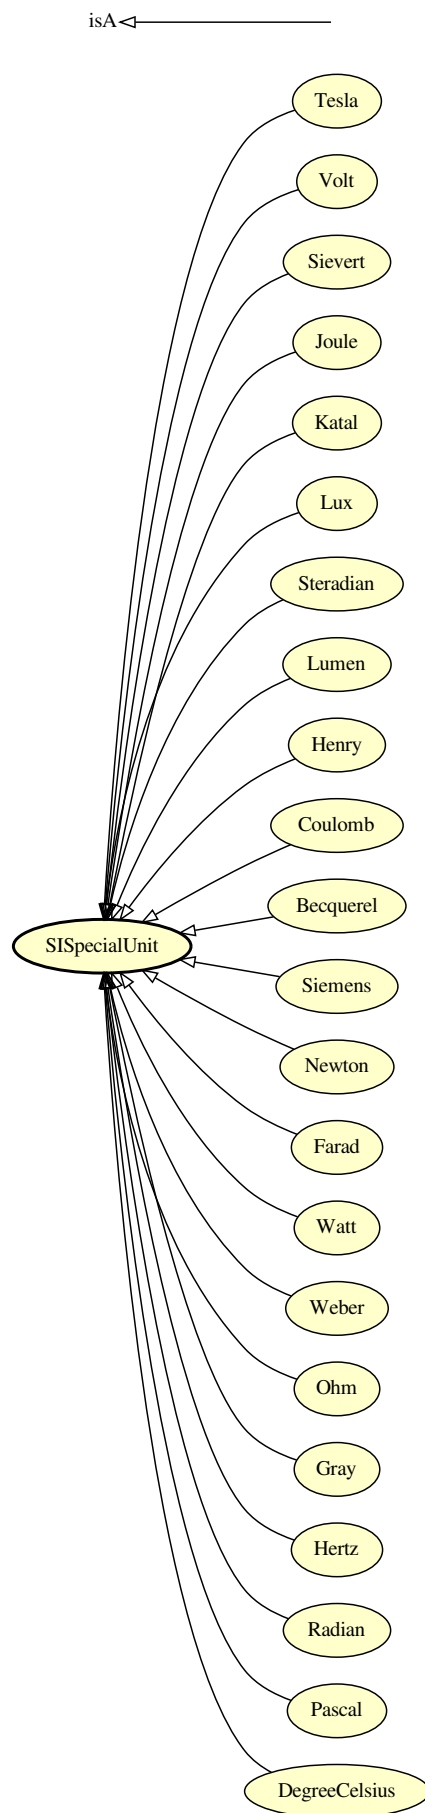 isA
Tesla
Volt
Sievert
Joule
Katal
Lux
Steradian
Lumen
Henry
Coulomb
Becquerel
SISpecialUnit
Siemens
Newton
Farad
Watt
Weber
Ohm
Gray
Hertz
Radian
Pascal
DegreeCelsius